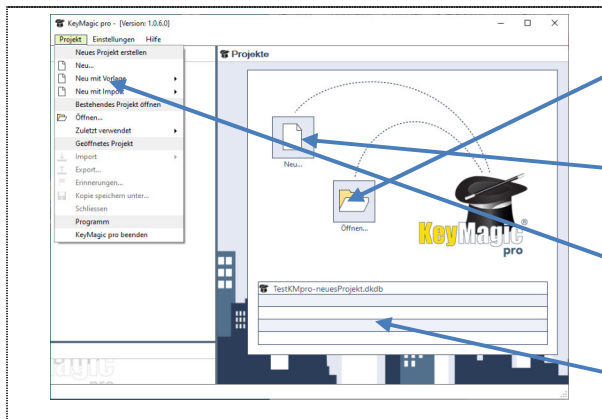 KeyMagic pro - [Version: 1.0.6.0]
Projekt Einstellungen Hilfe
Neues Projekt erstellen
Neu...
Neu mit Vorlage
Neu mit Import
Bestehendes Projekt öffnen
Öffnen...
Zuletzt verwendet
Geöffnetes Projekt
Import
Export...
Erinnerungen...
Kopie speichern unter...
Schliessen
Programm
KeyMagic pro beenden
Projekte
Neu...
Öffnen...
KeyMagic®
pro
TestKMpro-neuesProjekt.dkdb
pro